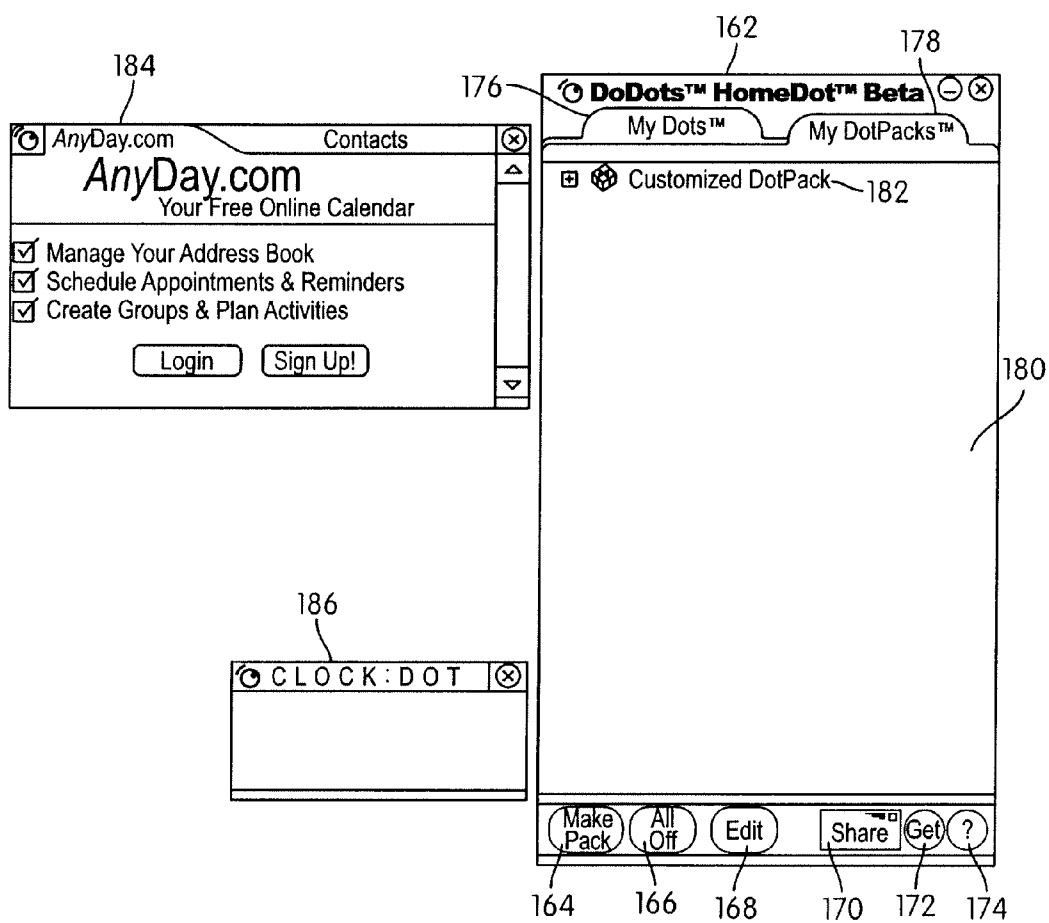 162
178
184
176
DoDots™ HomeDot™ Beta
My Dots™
My DotPacks™
AnyDay.com Contacts
AnyDay.com
Your Free Online Calendar
Customized DotPack
182
Manage Your Address Book
Schedule Appointments & Reminders
Create Groups & Plan Activities
Login Sign Up!
180
186
CLOCK:DOT
Make Pack
All Off
Edit
Share
Get
?
164
166
168
170
172
174